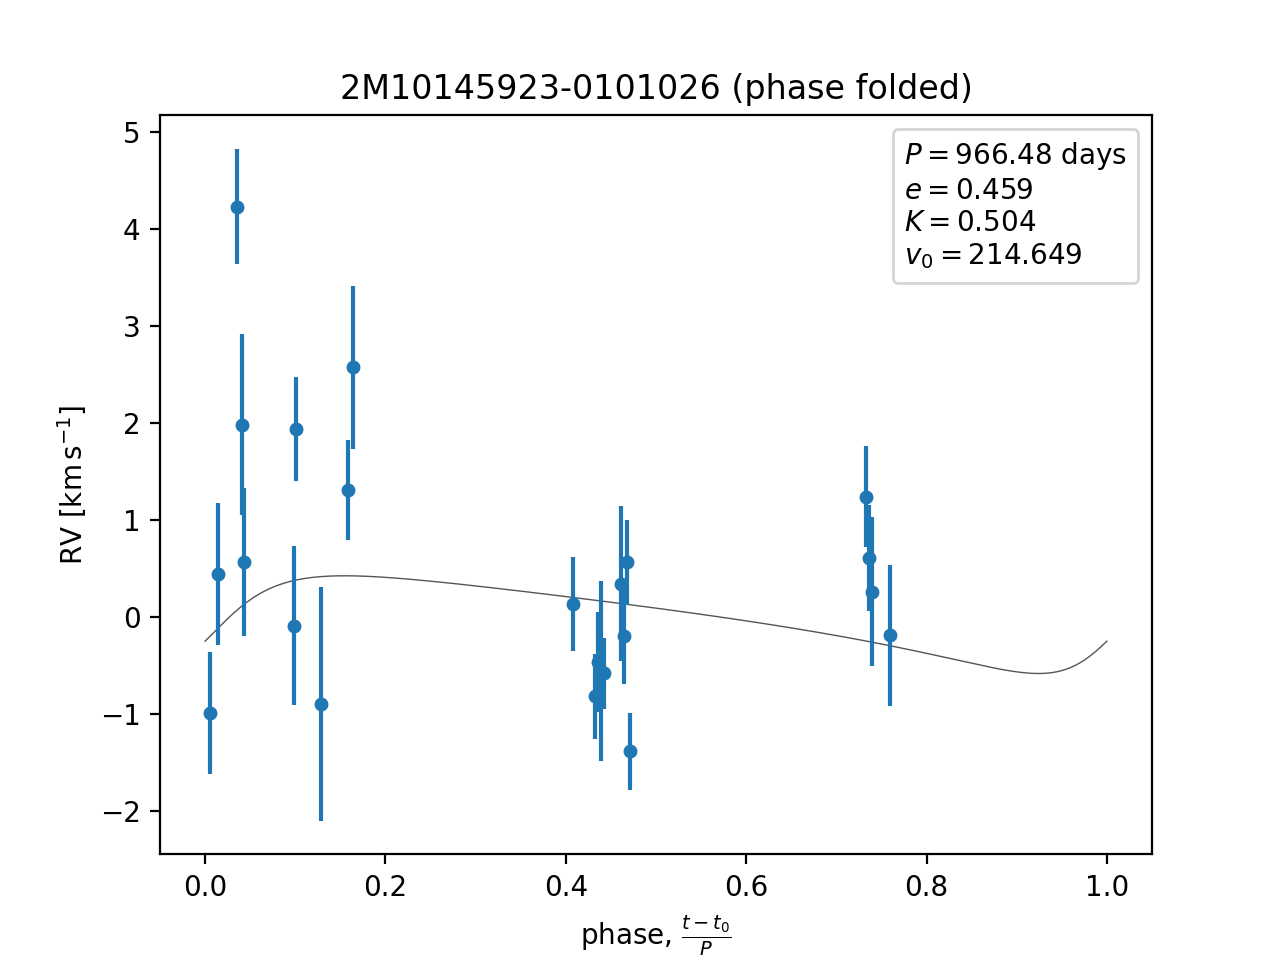 2M10145923-0101026 (phase folded)
P = 966.48 days
e = 0.459
K = 0.504
v₀ = 214.649
RV [km s⁻¹]
5
4
3
2
1
0
−1
−2
0.0 0.2 0.4 0.6 0.8 1.0
phase, (t − t₀)/P